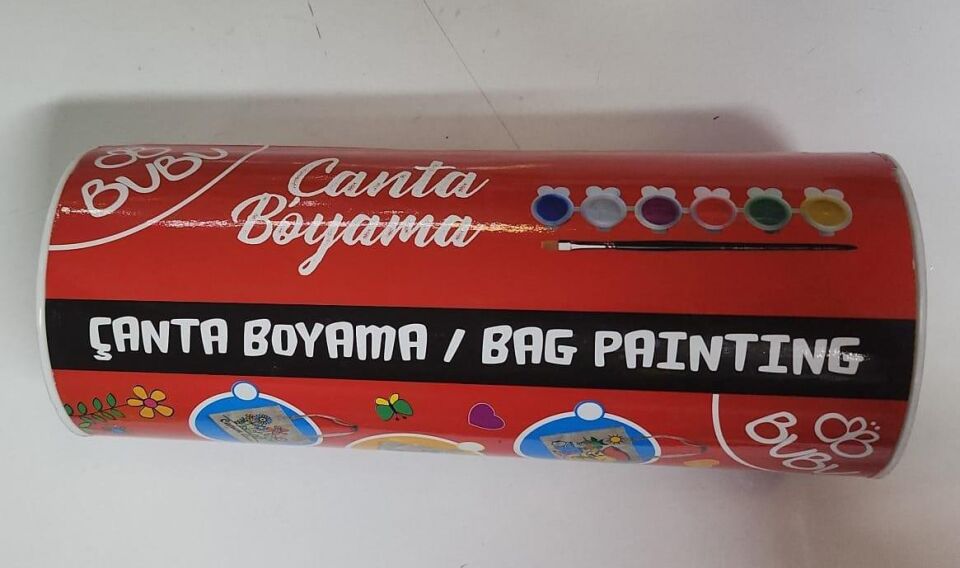 BUBU
Çanta
Boyama
ÇANTA BOYAMA / BAG PAINTING
BUBU